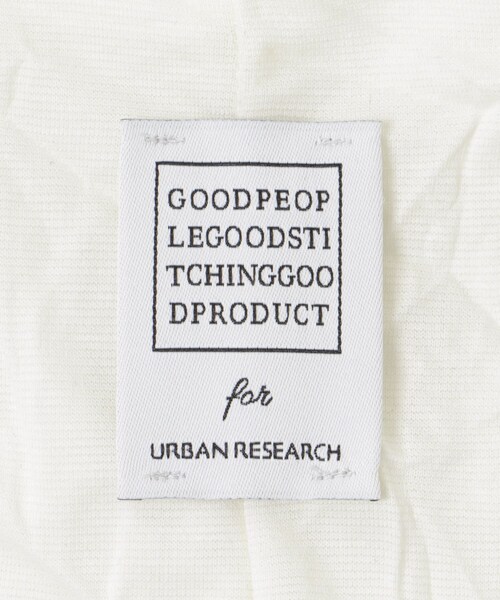 GOODPEOP
LEGOODSTI
TCHINGGOO
DPRODUCT
for
URBAN RESEARCH